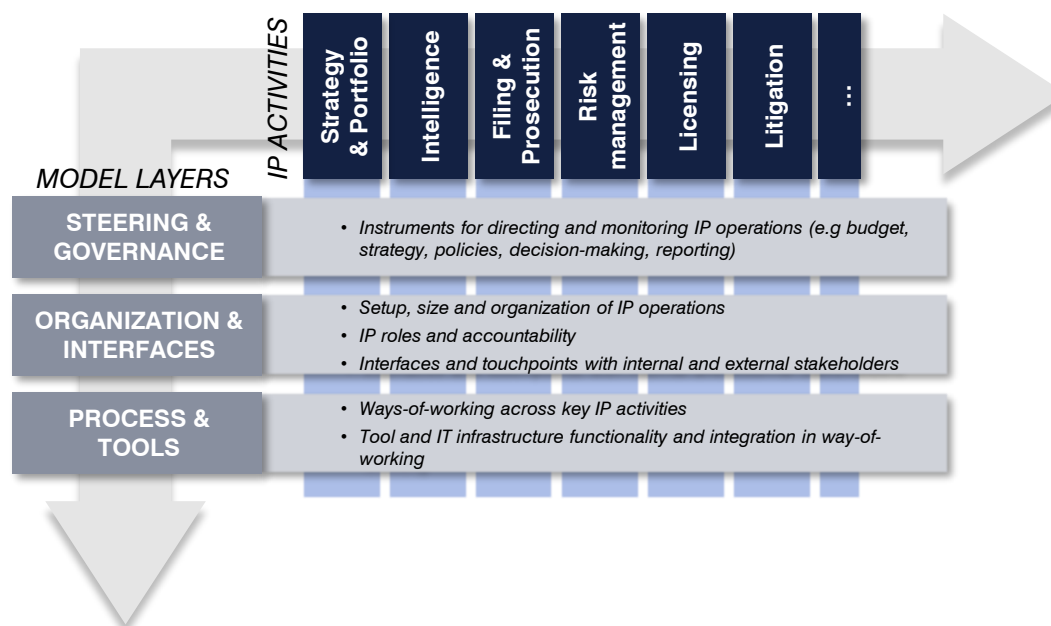 IP ACTIVITIES
Strategy
& Portfolio
Intelligence
Filing &
Prosecution
Risk
management
Licensing
Litigation
…
MODEL LAYERS
STEERING &
GOVERNANCE
• Instruments for directing and monitoring IP operations (e.g budget,
strategy, policies, decision-making, reporting)
ORGANIZATION &
INTERFACES
• Setup, size and organization of IP operations
• IP roles and accountability
• Interfaces and touchpoints with internal and external stakeholders
PROCESS &
TOOLS
• Ways-of-working across key IP activities
• Tool and IT infrastructure functionality and integration in way-of-
working